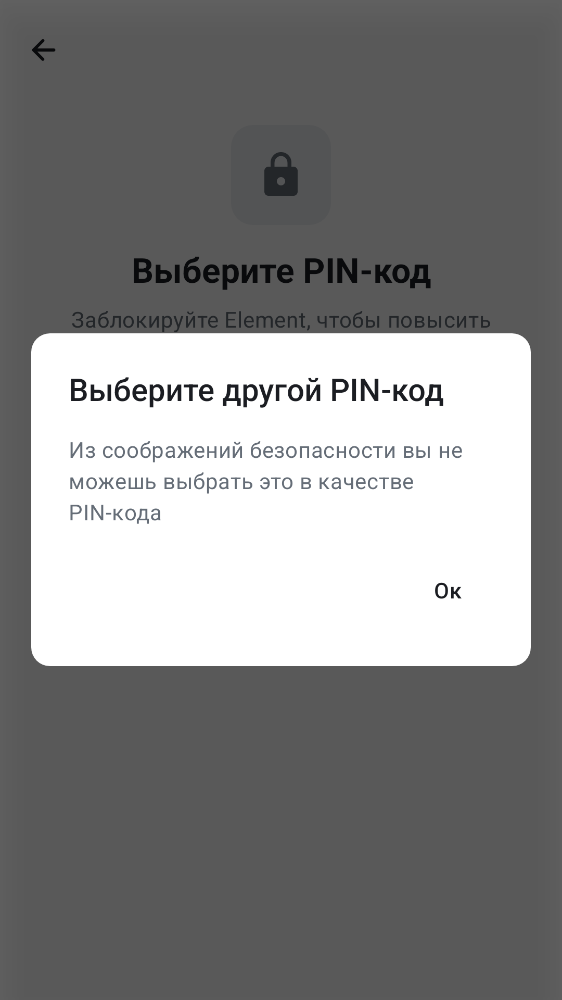 Выберите PIN-код
Заблокируйте Element, чтобы повысить
Выберите другой PIN-код
Из соображений безопасности вы не
можешь выбрать это в качестве
PIN-кода
Ок